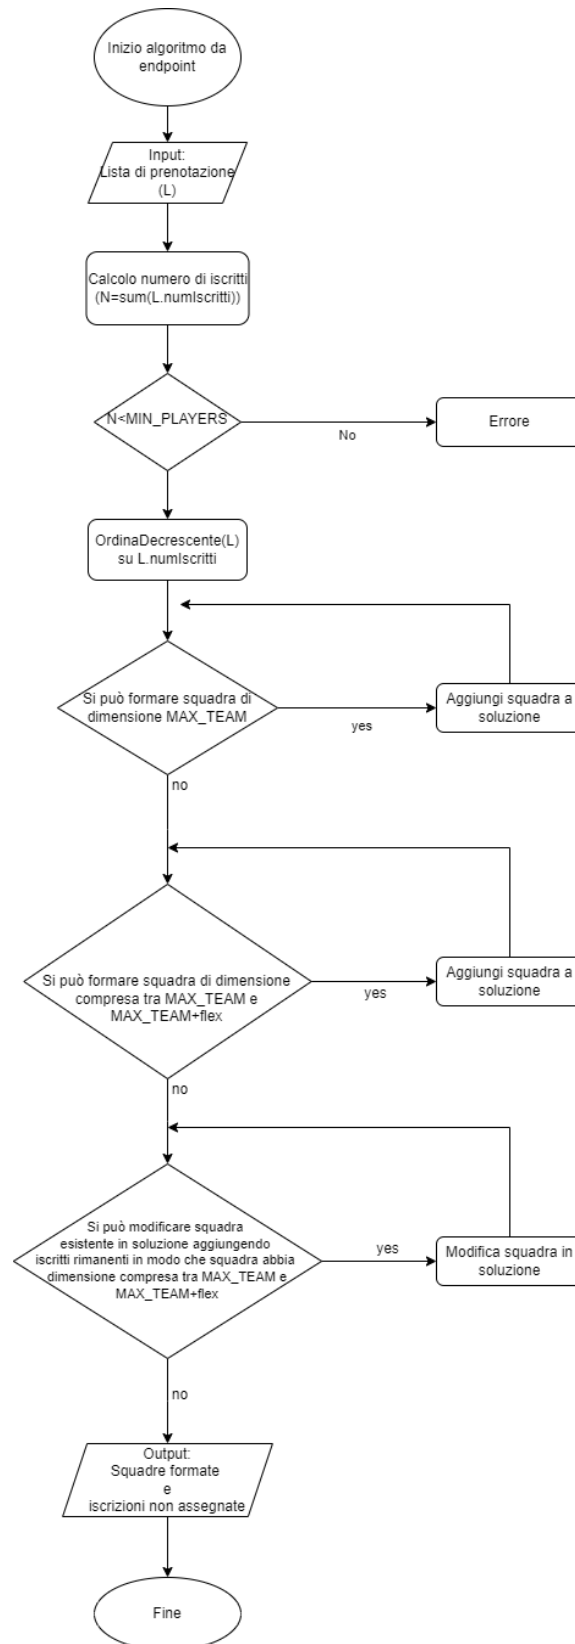 Inizio algoritmo da
endpoint
Input:
Lista di prenotazione
(L)
Calcolo numero di iscritti
(N=sum(L.numIscritti))
N<MIN_PLAYERS
No
Errore
OrdinaDecrescente(L)
su L.numIscritti
Si può formare squadra di
dimensione MAX_TEAM
yes
Aggiungi squadra a
soluzione
no
Si può formare squadra di dimensione
compresa tra MAX_TEAM e
MAX_TEAM+flex
yes
Aggiungi squadra a
soluzione
no
Si può modificare squadra
esistente in soluzione aggiungendo
iscritti rimanenti in modo che squadra abbia
dimensione compresa tra MAX_TEAM e
MAX_TEAM+flex
yes
Modifica squadra in
soluzione
no
Output:
Squadre formate
e
iscrizioni non assegnate
Fine